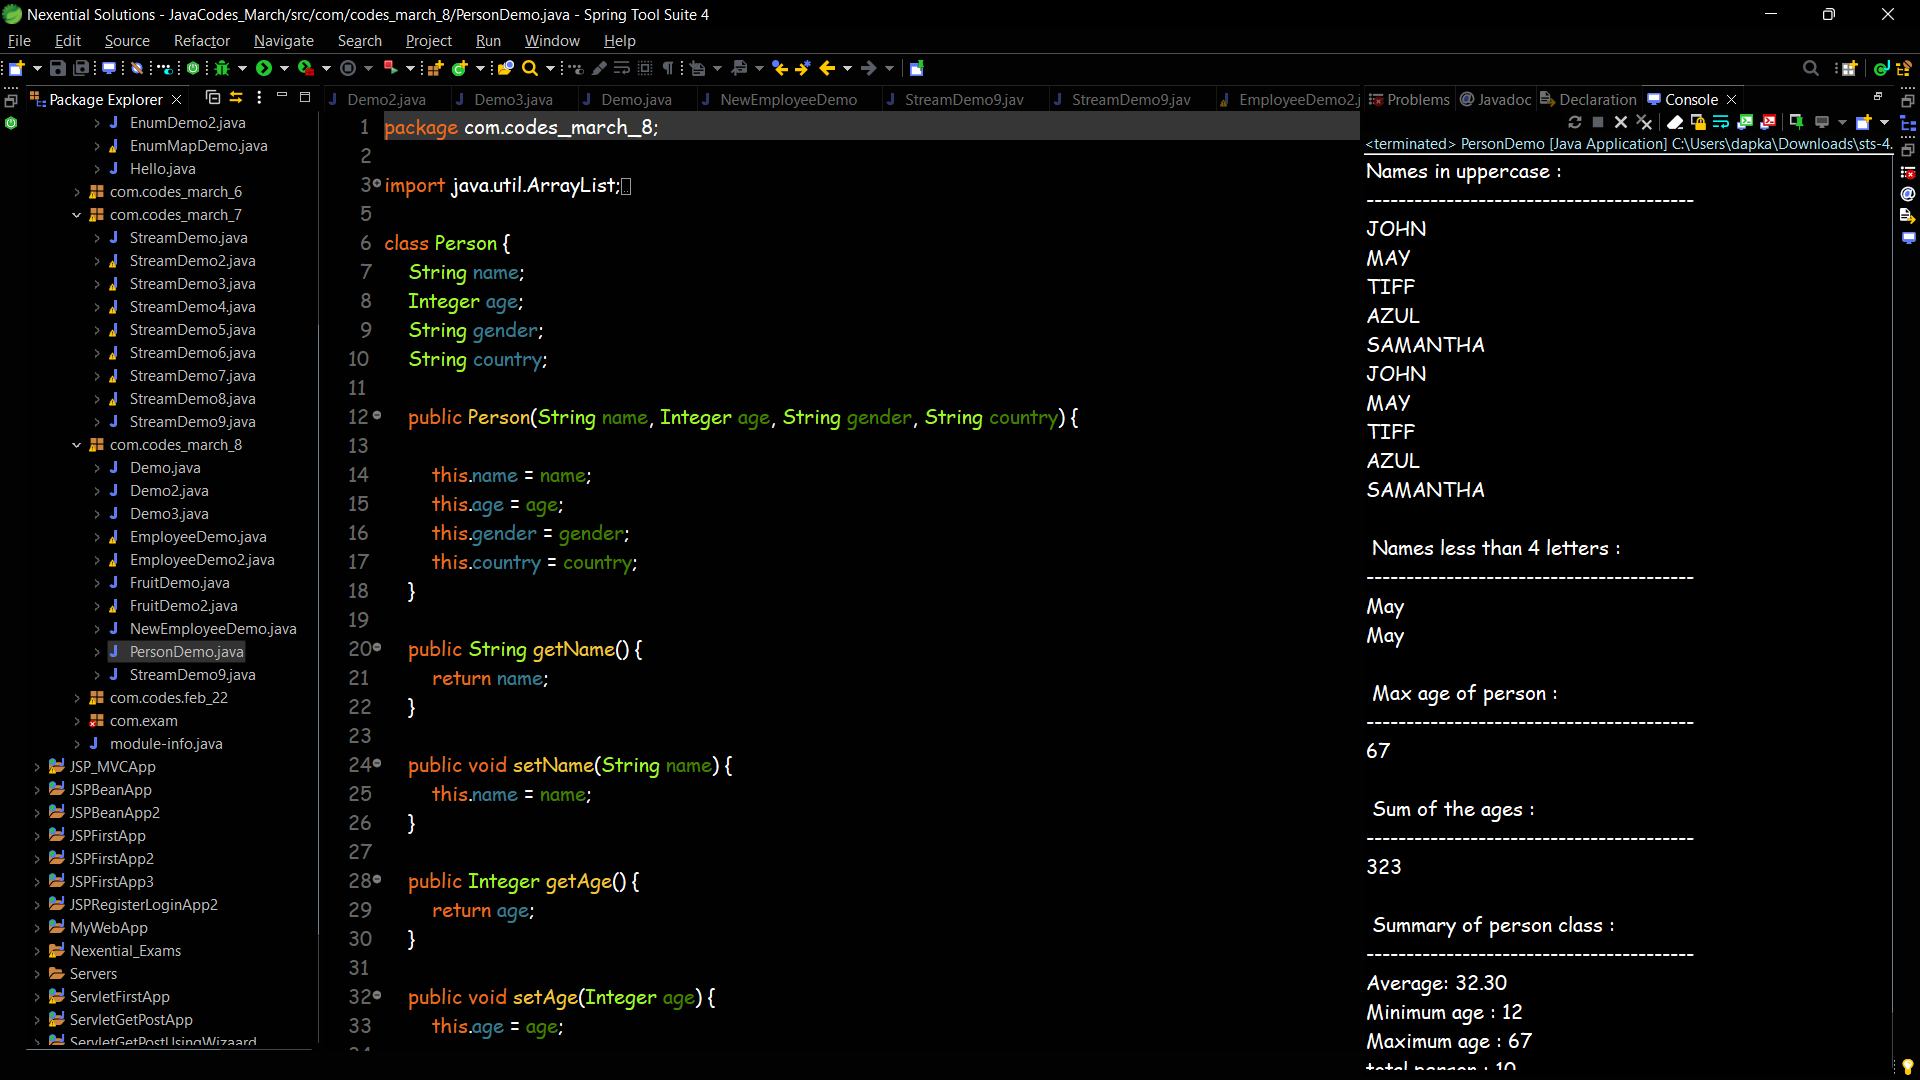 Nexential Solutions - JavaCodes_March/src/com/codes_march_8/PersonDemo.java - Spring Tool Suite 4
File Edit Source Refactor Navigate Search Project Run Window Help
Package Explorer
EnumDemo2.java
EnumMapDemo.java
Hello.java
com.codes_march_6
com.codes_march_7
StreamDemo.java
StreamDemo2.java
StreamDemo3.java
StreamDemo4.java
StreamDemo5.java
StreamDemo6.java
StreamDemo7.java
StreamDemo8.java
StreamDemo9.java
com.codes_march_8
Demo.java
Demo2.java
Demo3.java
EmployeeDemo.java
EmployeeDemo2.java
FruitDemo.java
FruitDemo2.java
NewEmployeeDemo.java
PersonDemo.java
StreamDemo9.java
com.codes.feb_22
com.exam
module-info.java
JSP_MVCApp
JSPBeanApp
JSPBeanApp2
JSPFirstApp
JSPFirstApp2
JSPFirstApp3
JSPRegisterLoginApp2
MyWebApp
Nexential_Exams
Servers
ServletFirstApp
ServletGetPostApp
ServletGetPostUsingWizaard
Demo2.java Demo3.java Demo.java NewEmployeeDemo StreamDemo9.jav StreamDemo9.jav EmployeeDemo2.j
1 package com.codes_march_8;
2
3 import java.util.ArrayList;
5
6 class Person {
7 String name;
8 Integer age;
9 String gender;
10 String country;
11
12 public Person(String name, Integer age, String gender, String country) {
13
14 this.name = name;
15 this.age = age;
16 this.gender = gender;
17 this.country = country;
18 }
19
20 public String getName() {
21 return name;
22 }
23
24 public void setName(String name) {
25 this.name = name;
26 }
27
28 public Integer getAge() {
29 return age;
30 }
31
32 public void setAge(Integer age) {
33 this.age = age;
Problems Javadoc Declaration Console
<terminated> PersonDemo [Java Application] C:\Users\dapka\Downloads\sts-4.
Names in uppercase :
-----------------------------------------
JOHN
MAY
TIFF
AZUL
SAMANTHA
JOHN
MAY
TIFF
AZUL
SAMANTHA
Names less than 4 letters :
-----------------------------------------
May
May
Max age of person :
-----------------------------------------
67
Sum of the ages :
-----------------------------------------
323
Summary of person class :
-----------------------------------------
Average: 32.30
Minimum age : 12
Maximum age : 67
total person : 10